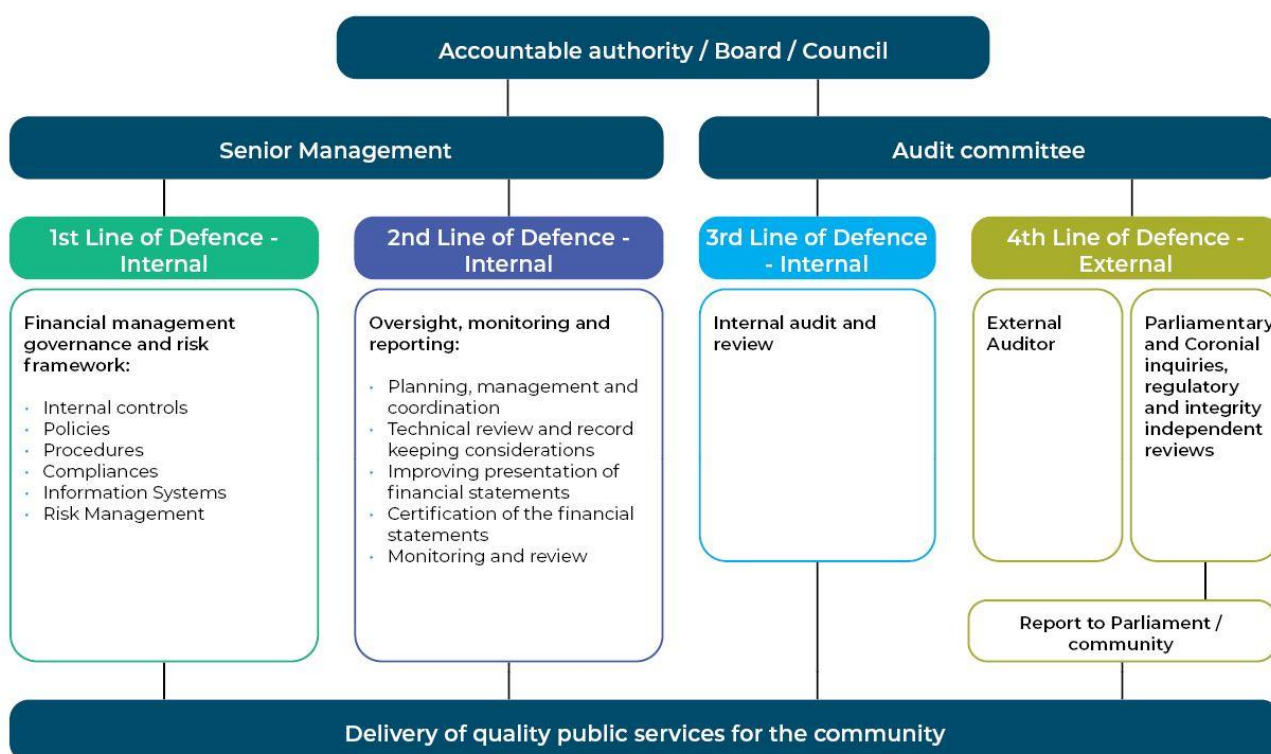 Accountable authority / Board / Council
Senior Management
Audit committee
1st Line of Defence -
Internal
2nd Line of Defence -
Internal
3rd Line of Defence
- Internal
4th Line of Defence -
External
Financial management
governance and risk
framework:
· Internal controls
· Policies
· Procedures
· Compliances
· Information Systems
· Risk Management
Oversight, monitoring and
reporting:
· Planning, management and
coordination
· Technical review and record
keeping considerations
· Improving presentation of
financial statements
· Certification of the financial
statements
· Monitoring and review
Internal audit and
review
External
Auditor
Parliamentary
and Coronial
inquiries,
regulatory
and integrity
independent
reviews
Report to Parliament /
community
Delivery of quality public services for the community